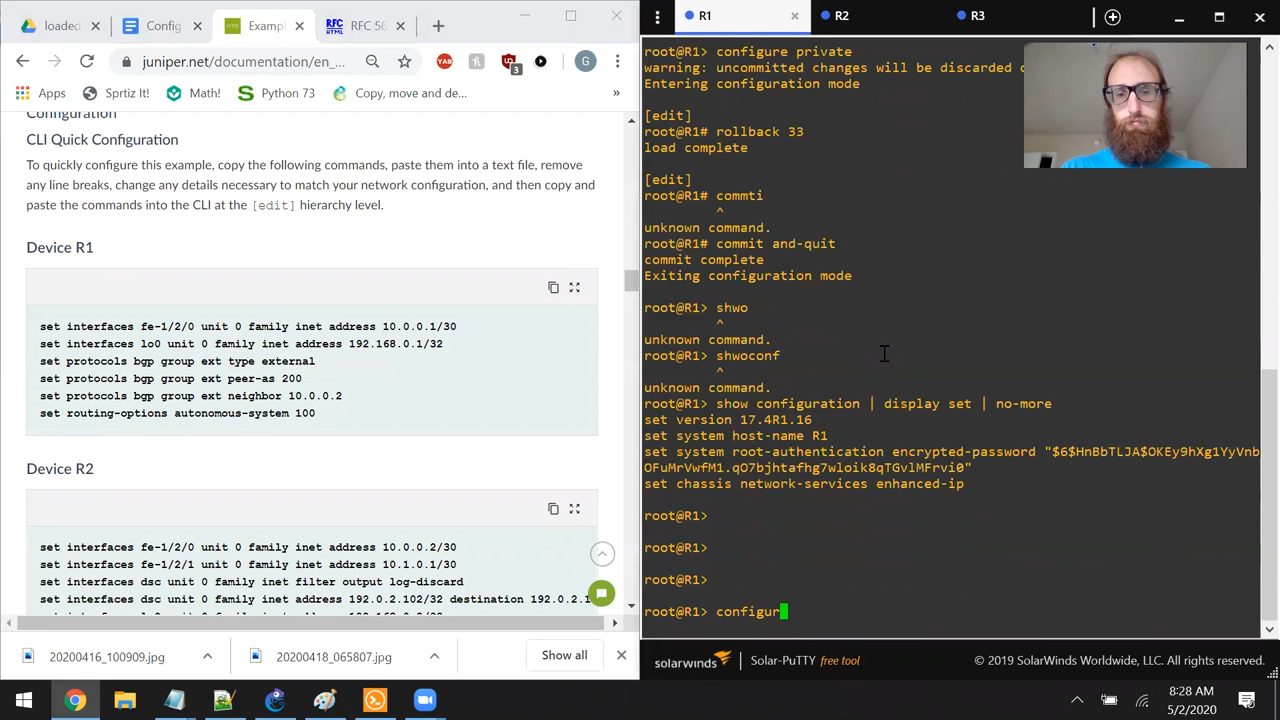 loaded
Config
Exampl
RFC 56
juniper.net/documentation/en_...
YAB
3
G
Apps
Sprtiz It!
Math!
Python 73
Copy, move and de...
»
Configuration
CLI Quick Configuration
To quickly configure this example, copy the following commands, paste them into a text file, remove
any line breaks, change any details necessary to match your network configuration, and then copy and
paste the commands into the CLI at the [edit] hierarchy level.
Device R1
set interfaces fe-1/2/0 unit 0 family inet address 10.0.0.1/30
set interfaces lo0 unit 0 family inet address 192.168.0.1/32
set protocols bgp group ext type external
set protocols bgp group ext peer-as 200
set protocols bgp group ext neighbor 10.0.0.2
set routing-options autonomous-system 100
Device R2
set interfaces fe-1/2/0 unit 0 family inet address 10.0.0.2/30
set interfaces fe-1/2/1 unit 0 family inet address 10.1.0.1/30
set interfaces dsc unit 0 family inet filter output log-discard
set interfaces dsc unit 0 family inet address 192.0.2.102/32 destination 192.0.2.1
20200416_100909.jpg
20200418_065807.jpg
Show all
R1
R2
R3
root@R1> configure private
warning: uncommitted changes will be discarded
Entering configuration mode
[edit]
root@R1# rollback 33
load complete
[edit]
root@R1# commti
^
unknown command.
root@R1# commit and-quit
commit complete
Exiting configuration mode
root@R1> shwo
^
unknown command.
root@R1> shwoconf
^
unknown command.
root@R1> show configuration | display set | no-more
set version 17.4R1.16
set system host-name R1
set system root-authentication encrypted-password "$6$HnBbTLJA$OKEy9hXg1YyVnb
OFuMrVwfM1.qO7bjhtafhg7wloik8qTGvlMFrvi0"
set chassis network-services enhanced-ip
root@R1>
root@R1>
root@R1>
root@R1> configur
solarwinds
Solar-PuTTY free tool
© 2019 SolarWinds Worldwide, LLC. All rights reserved.
8:28 AM
5/2/2020